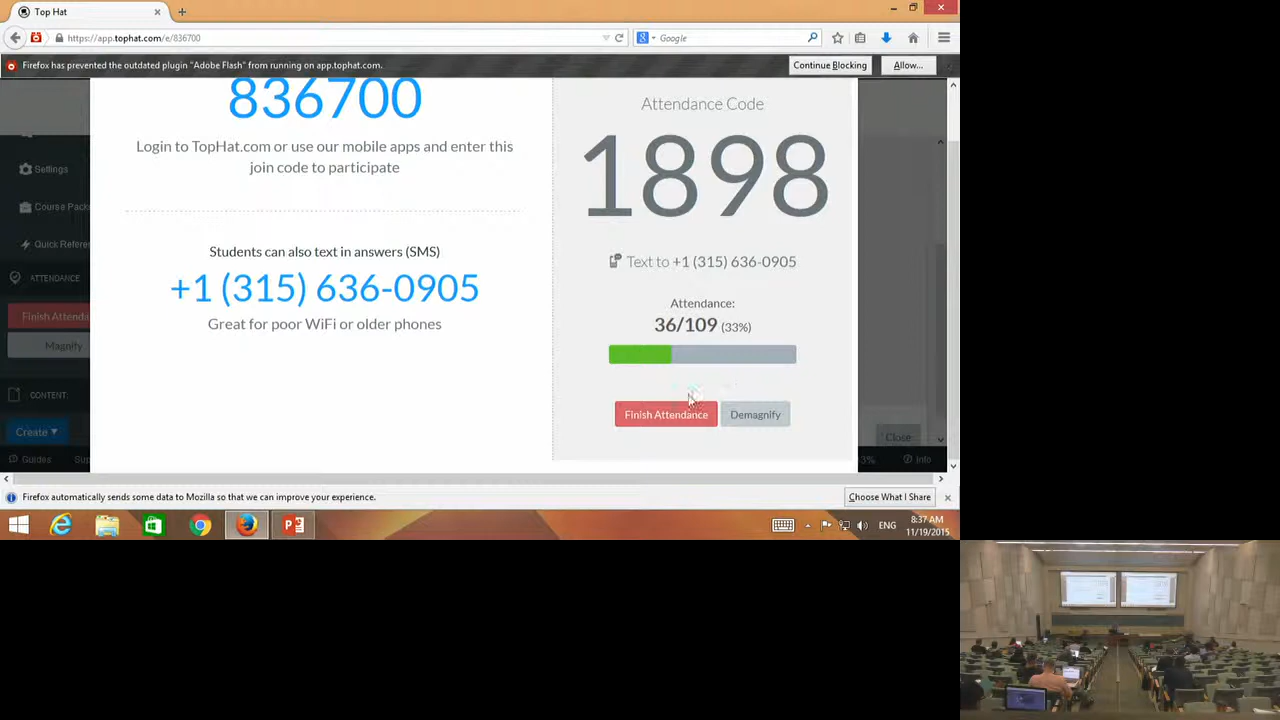 Top Hat
https://app.tophat.com/e/836700
Google
Firefox has prevented the outdated plugin "Adobe Flash" from running on app.tophat.com.
Continue Blocking
Allow...
836700
Login to TopHat.com or use our mobile apps and enter this
join code to participate
Students can also text in answers (SMS)
+1 (315) 636-0905
Great for poor WiFi or older phones
Attendance Code
1898
Text to +1 (315) 636-0905
Attendance:
36/109 (33%)
Finish Attendance
Demagnify
Settings
Course Pack
Quick Refere
ATTENDANCE
Finish Attenda
Magnify
CONTENT:
Create
Guides
Sup
3%
Info
Close
Firefox automatically sends some data to Mozilla so that we can improve your experience.
Choose What I Share
ENG
8:37 AM
11/19/2015